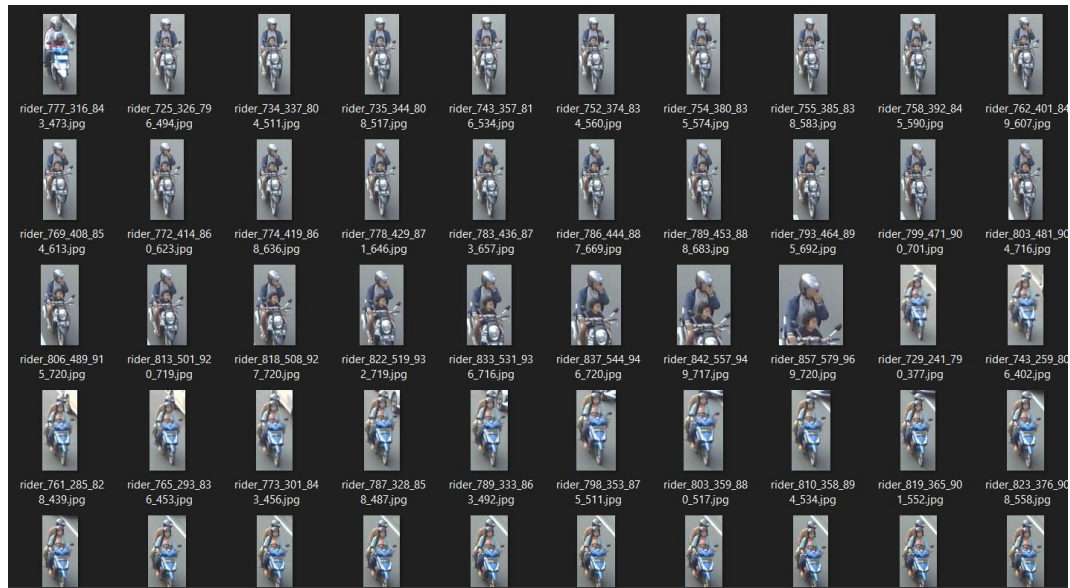 rider_777_316_84
3_473.jpg
rider_725_326_79
6_494.jpg
rider_734_337_80
4_511.jpg
rider_735_344_80
8_517.jpg
rider_743_357_81
6_534.jpg
rider_752_374_83
4_560.jpg
rider_754_380_83
5_574.jpg
rider_755_385_83
8_583.jpg
rider_758_392_84
5_590.jpg
rider_762_401_84
9_607.jpg
rider_769_408_85
4_613.jpg
rider_772_414_86
0_623.jpg
rider_774_419_86
8_636.jpg
rider_778_429_87
1_646.jpg
rider_783_436_87
3_657.jpg
rider_786_444_88
7_669.jpg
rider_789_453_88
8_683.jpg
rider_793_464_89
5_692.jpg
rider_799_471_90
0_701.jpg
rider_803_481_90
4_716.jpg
rider_806_489_91
5_720.jpg
rider_813_501_92
0_719.jpg
rider_818_508_92
7_720.jpg
rider_822_519_93
2_719.jpg
rider_833_531_93
6_716.jpg
rider_837_544_94
6_720.jpg
rider_842_557_94
9_717.jpg
rider_857_579_96
9_720.jpg
rider_729_241_79
0_377.jpg
rider_743_259_80
6_402.jpg
rider_761_285_82
8_439.jpg
rider_765_293_83
6_453.jpg
rider_773_301_84
3_456.jpg
rider_787_328_85
8_487.jpg
rider_789_333_86
3_492.jpg
rider_798_353_87
5_511.jpg
rider_803_359_88
0_517.jpg
rider_810_358_89
4_534.jpg
rider_819_365_90
1_552.jpg
rider_823_376_90
8_558.jpg